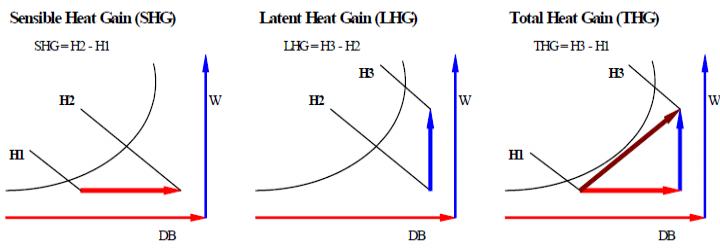 Sensible Heat Gain (SHG)
SHG = H2 - H1
H2
W
H1
DB
Latent Heat Gain (LHG)
LHG = H3 - H2
H3
H2
W
DB
Total Heat Gain (THG)
THG = H3 - H1
H3
W
H1
DB